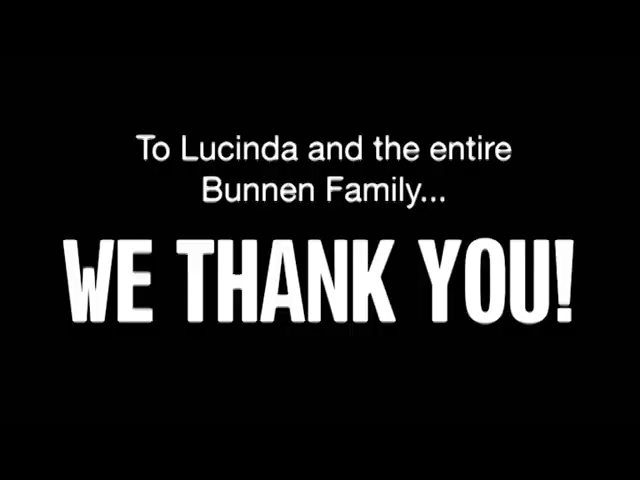 To Lucinda and the entire
Bunnen Family...
WE THANK YOU!